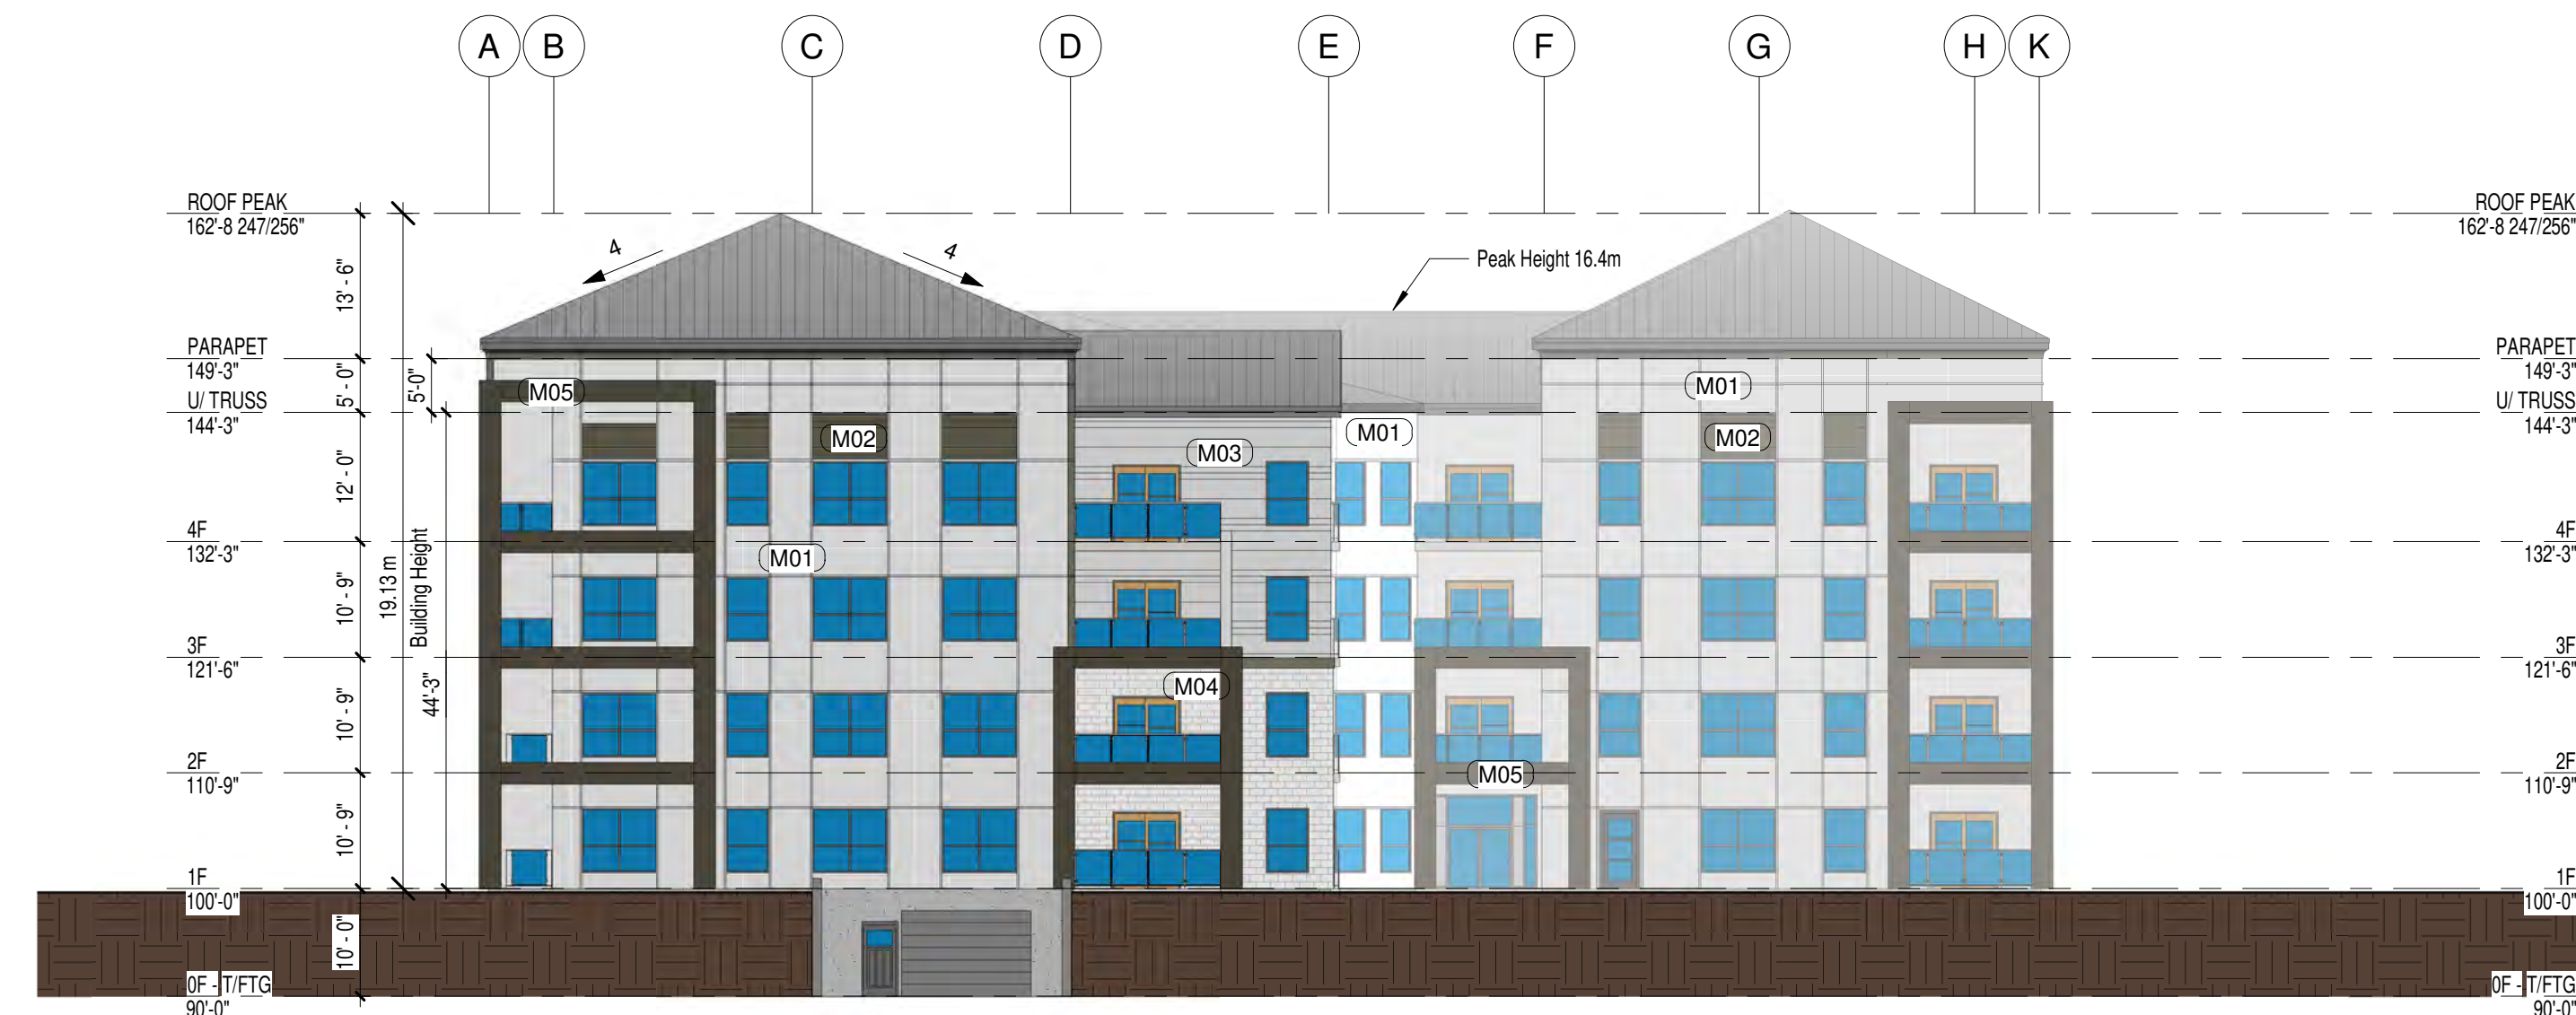 A B C D E F G H K
ROOF PEAK
162'-8 247/256"
ROOF PEAK
162'-8 247/256"
4
4
Peak Height 16.4m
13' - 6"
PARAPET
149'-3"
PARAPET
149'-3"
5' - 0"
5'-0"
U/ TRUSS
144'-3"
U/ TRUSS
144'-3"
M05
M02
M03
M01
M01
M02
12' - 0"
4F
132'-3"
4F
132'-3"
M01
19.13 m
Building Height
10' - 9"
3F
121'-6"
3F
121'-6"
M04
44'-3"
10' - 9"
2F
110'-9"
2F
110'-9"
M05
10' - 9"
1F
100'-0"
1F
100'-0"
10' - 0"
0F - T/FTG
90'-0"
0F - T/FTG
90'-0"